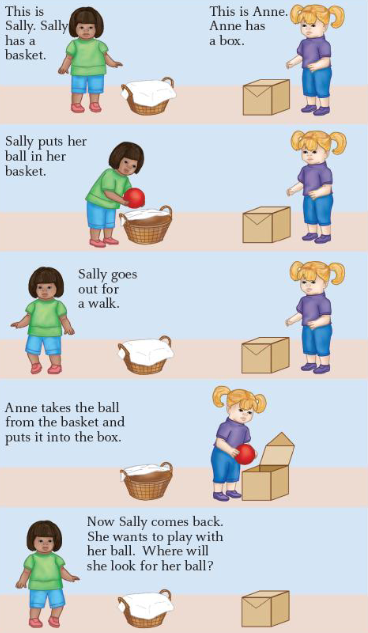 This is
Sally. Sally
has a
basket.
This is Anne.
Anne has
a box.
Sally puts her
ball in her
basket.
Sally goes
out for
a walk.
Anne takes the ball
from the basket and
puts it into the box.
Now Sally comes back.
She wants to play with
her ball. Where will
she look for her ball?